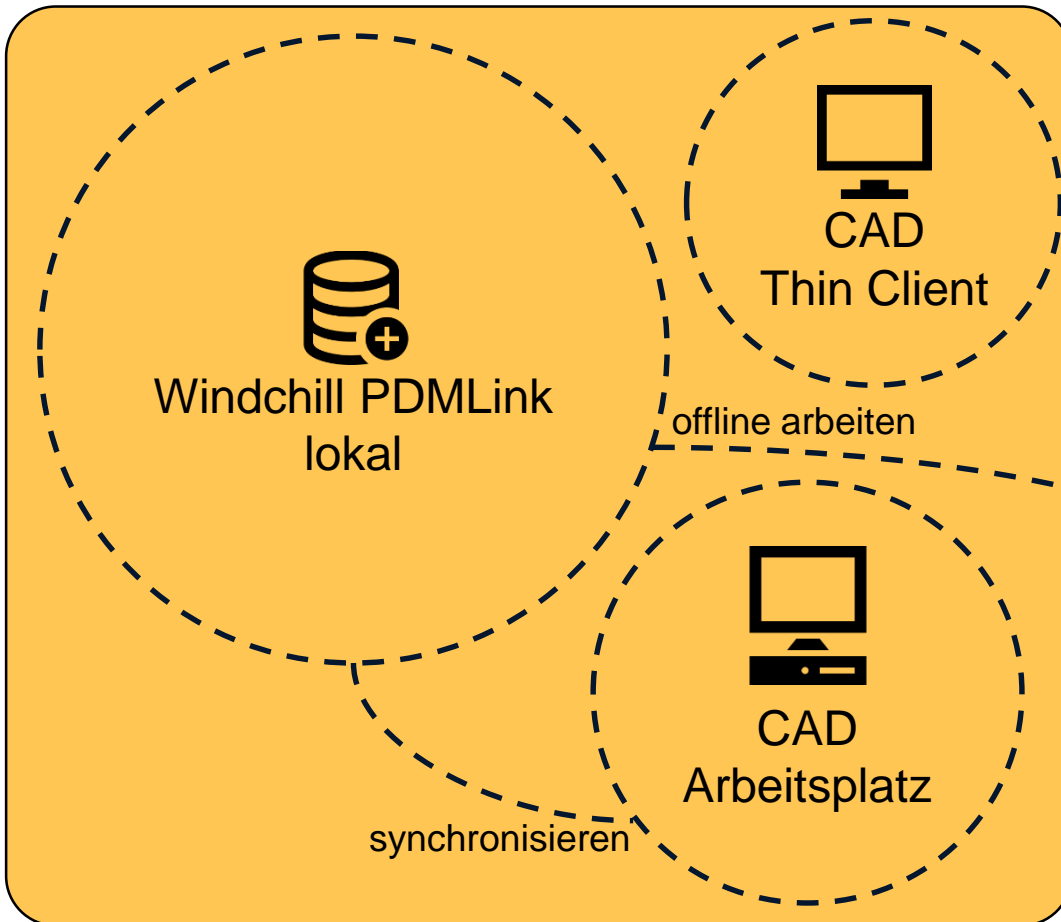 CAD
Thin Client
Windchill PDMLink
lokal
offline arbeiten
CAD
Arbeitsplatz
synchronisieren